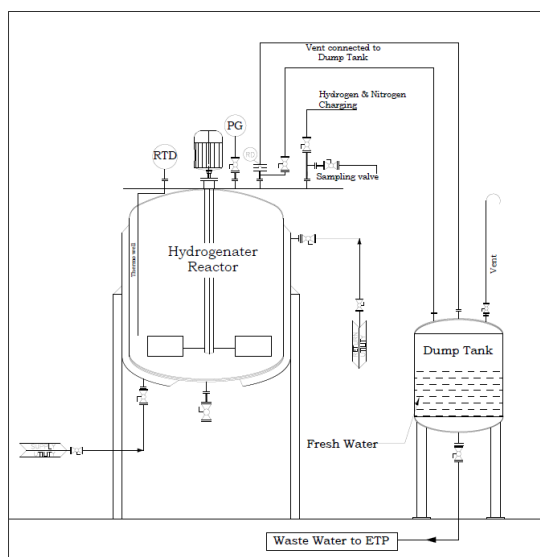 Vent connected to
Dump Tank
Hydrogen & Nitrogen
Charging
PG
RTD
RD
Sampling valve
Hydrogenater
Reactor
Thermo well
Vent
Dump Tank
Fresh Water
Waste Water to ETP